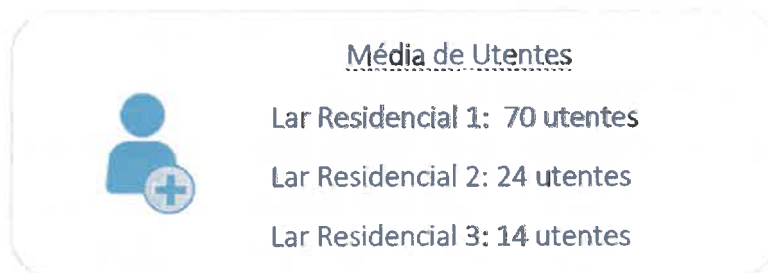 Média de Utentes
Lar Residencial 1: 70 utentes
Lar Residencial 2: 24 utentes
Lar Residencial 3: 14 utentes